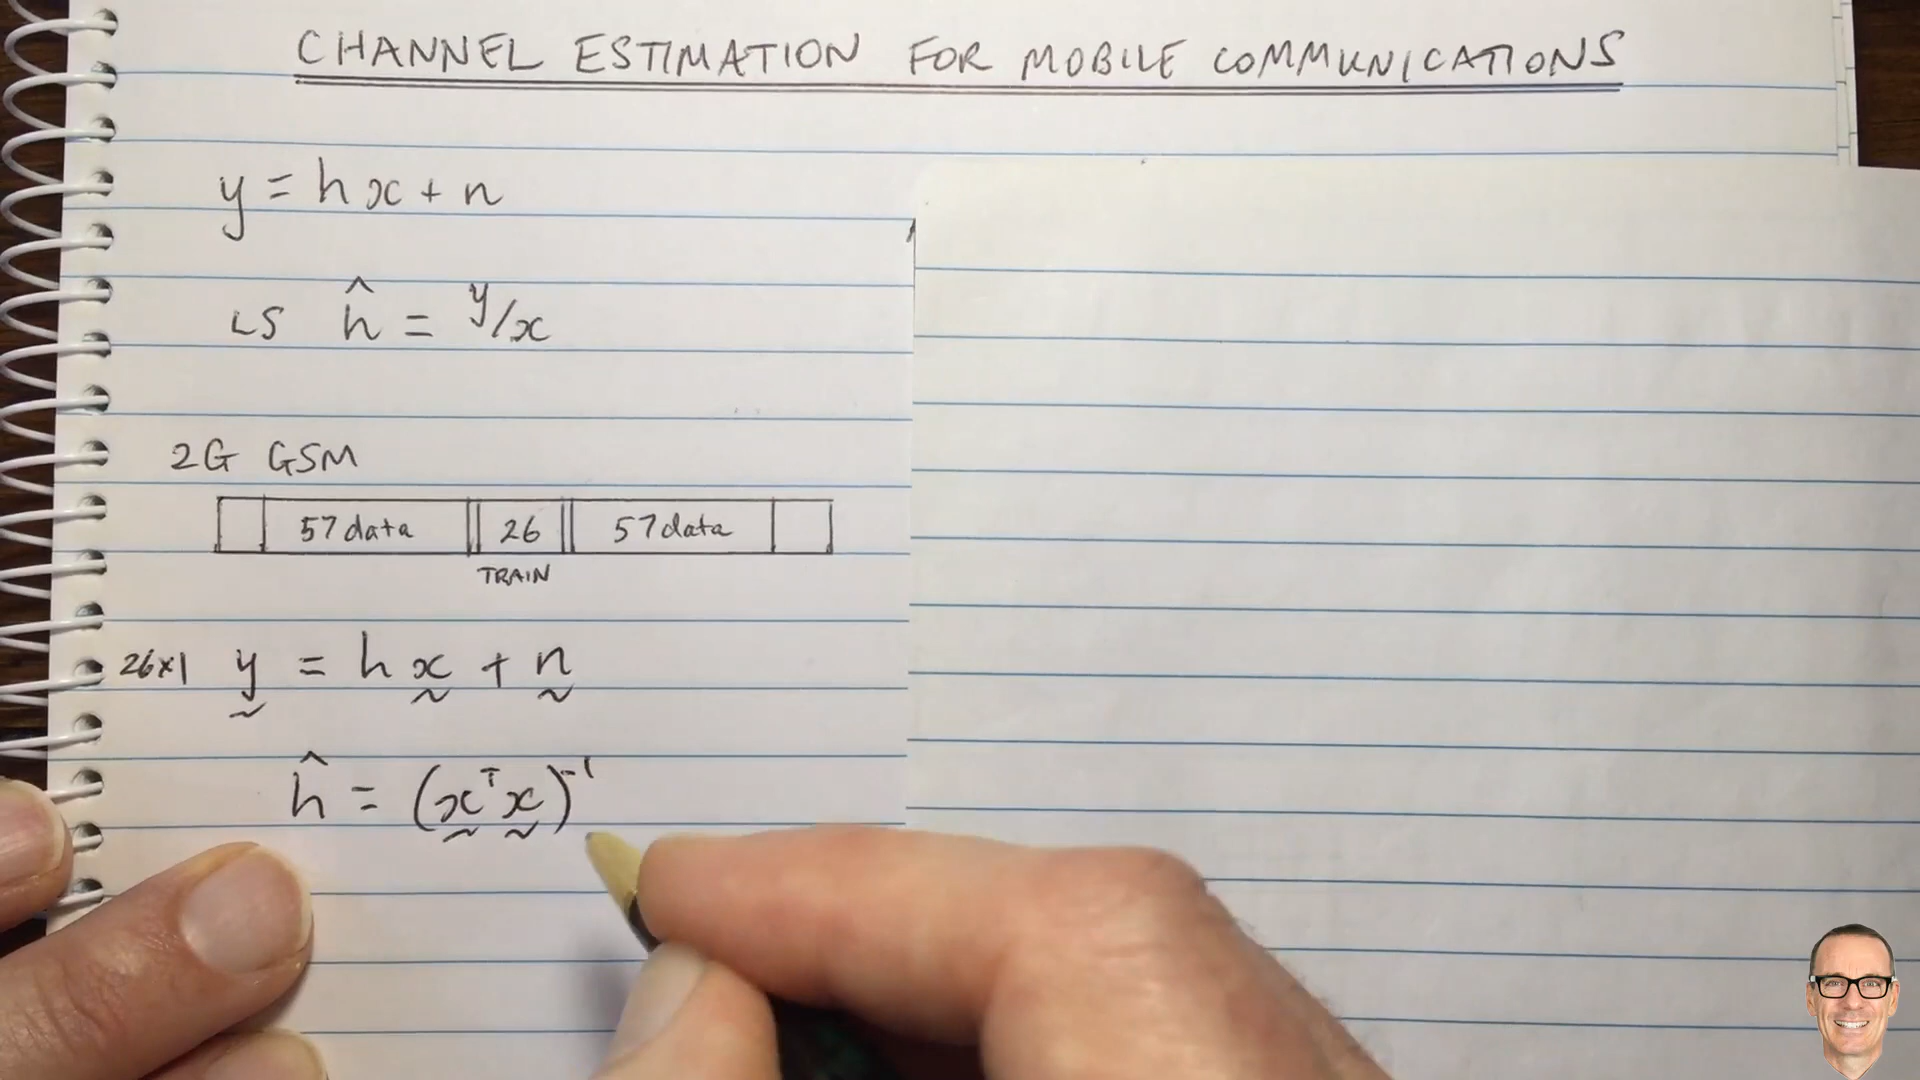 CHANNEL ESTIMATION FOR MOBILE COMMUNICATIONS
y = hx + n
LS ĥ = y/x
2G GSM
57 data 26 57 data
TRAIN
26×1 y = hx + n
ĥ = (xᵀx)⁻¹